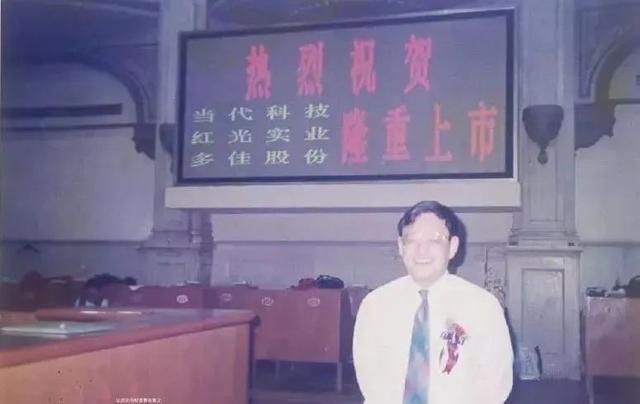 热烈祝贺
当代科技
红光实业
多佳股份
隆重上市